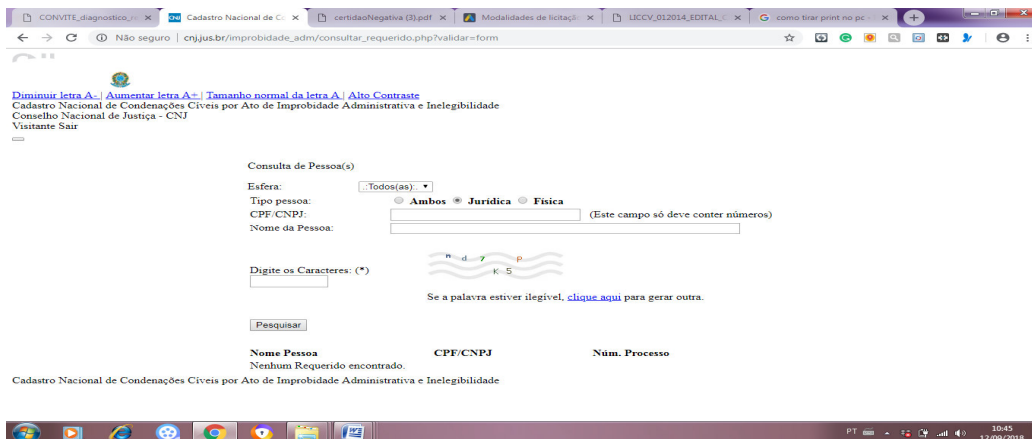 CONVITE_diagnostico_re
Cadastro Nacional de Co
certidaoNegativa (3).pdf
Modalidades de licitaçã
LICCV_012014_EDITAL_C
como tirar print no pc
Não seguro | cnj.jus.br/improbidade_adm/consultar_requerido.php?validar=form
Diminuir letra A- | Aumentar letra A+ | Tamanho normal da letra A | Alto Contraste
Cadastro Nacional de Condenações Cíveis por Ato de Improbidade Administrativa e Inelegibilidade
Conselho Nacional de Justiça - CNJ
Visitante Sair
Consulta de Pessoa(s)
Esfera: .:Todos(as):.
Tipo pessoa: Ambos Jurídica Física
CPF/CNPJ: (Este campo só deve conter números)
Nome da Pessoa:
n d 7 p
K 5
Digite os Caracteres: (*)
Se a palavra estiver ilegível, clique aqui para gerar outra.
Pesquisar
Nome Pessoa CPF/CNPJ Núm. Processo
Nenhum Requerido encontrado.
Cadastro Nacional de Condenações Cíveis por Ato de Improbidade Administrativa e Inelegibilidade
PT 10:45
12/09/2018